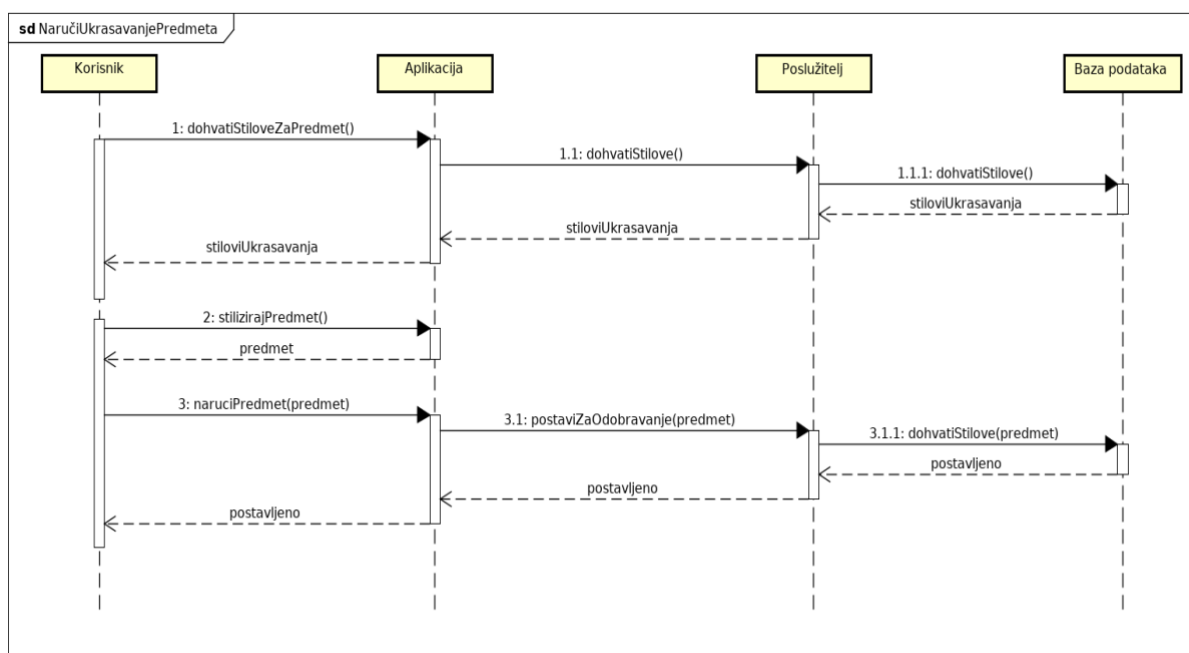 sd NaručiUkrasavanjePredmeta
Korisnik
Aplikacija
Poslužitelj
Baza podataka
1: dohvatiStiloveZaPredmet()
1.1: dohvatiStilove()
1.1.1: dohvatiStilove()
stiloviUkrasavanja
stiloviUkrasavanja
stiloviUkrasavanja
2: stilizirajPredmet()
predmet
3: naruciPredmet(predmet)
3.1: postaviZaOdobravanje(predmet)
3.1.1: dohvatiStilove(predmet)
postavljeno
postavljeno
postavljeno